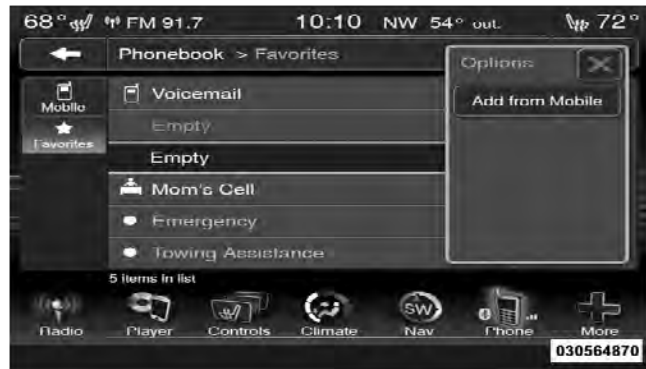 68° FM 91.7 10:10 NW 54° out. 72°
Phonebook > Favorites
Options
Mobile
Voicemail
Add from Mobile
Favorites
Empty
Empty
Mom's Cell
Emergency
Towing Assistance
5 items in list
SW
Radio Player Controls Climate Nav Phone More
030564870